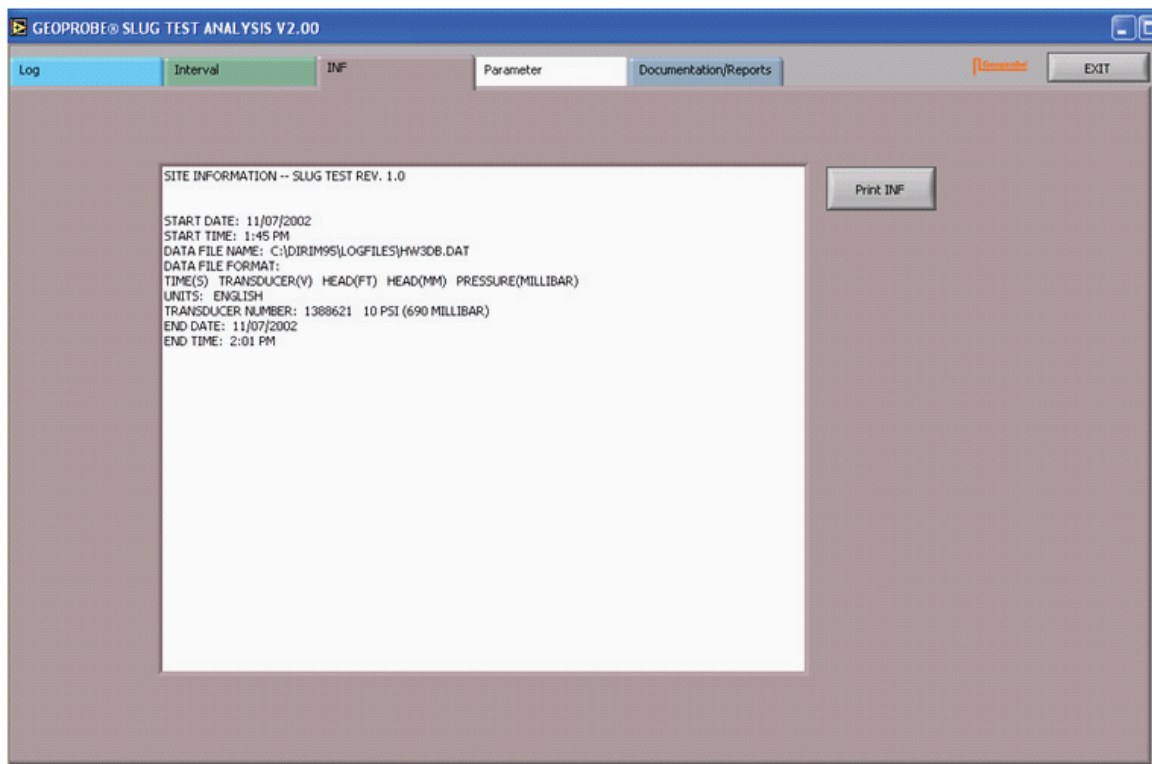 GEOPROBE® SLUG TEST ANALYSIS V2.00
Log Interval INF Parameter Documentation/Reports Geoprobe EXIT
SITE INFORMATION -- SLUG TEST REV. 1.0
Print INF
START DATE: 11/07/2002
START TIME: 1:45 PM
DATA FILE NAME: C:\DIRIM95\LOGFILES\HW3DB.DAT
DATA FILE FORMAT:
TIME(S) TRANSDUCER(V) HEAD(FT) HEAD(MM) PRESSURE(MILLIBAR)
UNITS: ENGLISH
TRANSDUCER NUMBER: 1388621 10 PSI (690 MILLIBAR)
END DATE: 11/07/2002
END TIME: 2:01 PM